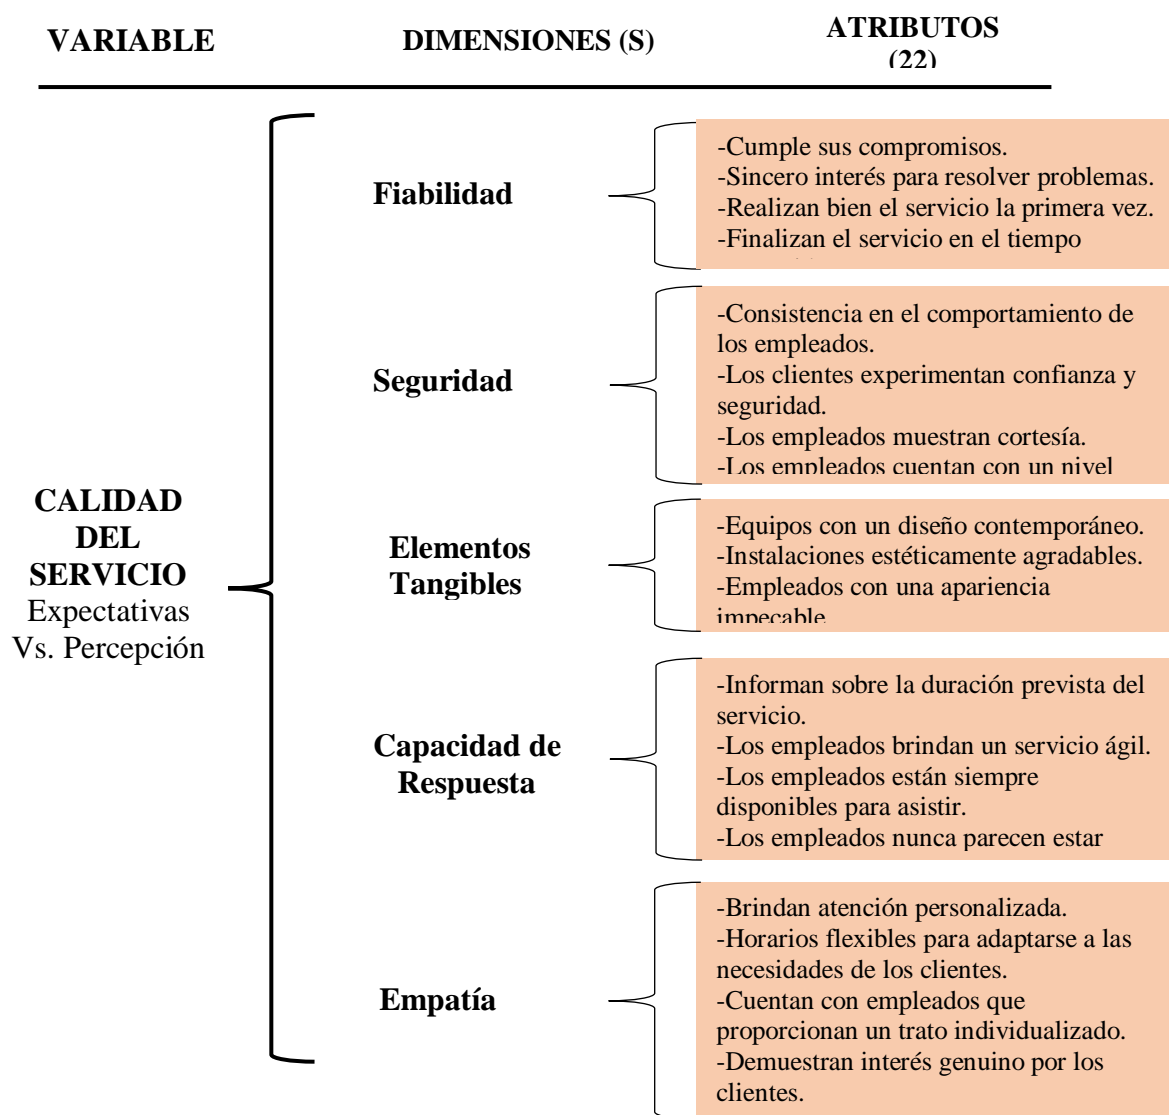 VARIABLE
DIMENSIONES (S)
ATRIBUTOS
(22)
Fiabilidad
-Cumple sus compromisos.
-Sincero interés para resolver problemas.
-Realizan bien el servicio la primera vez.
-Finalizan el servicio en el tiempo
Seguridad
-Consistencia en el comportamiento de
los empleados.
-Los clientes experimentan confianza y
seguridad.
-Los empleados muestran cortesía.
-Los empleados cuentan con un nivel
CALIDAD
DEL
SERVICIO
Expectativas
Vs. Percepción
Elementos
Tangibles
-Equipos con un diseño contemporáneo.
-Instalaciones estéticamente agradables.
-Empleados con una apariencia
impecable
Capacidad de
Respuesta
-Informan sobre la duración prevista del
servicio.
-Los empleados brindan un servicio ágil.
-Los empleados están siempre
disponibles para asistir.
-Los empleados nunca parecen estar
Empatía
-Brindan atención personalizada.
-Horarios flexibles para adaptarse a las
necesidades de los clientes.
-Cuentan con empleados que
proporcionan un trato individualizado.
-Demuestran interés genuino por los
clientes.